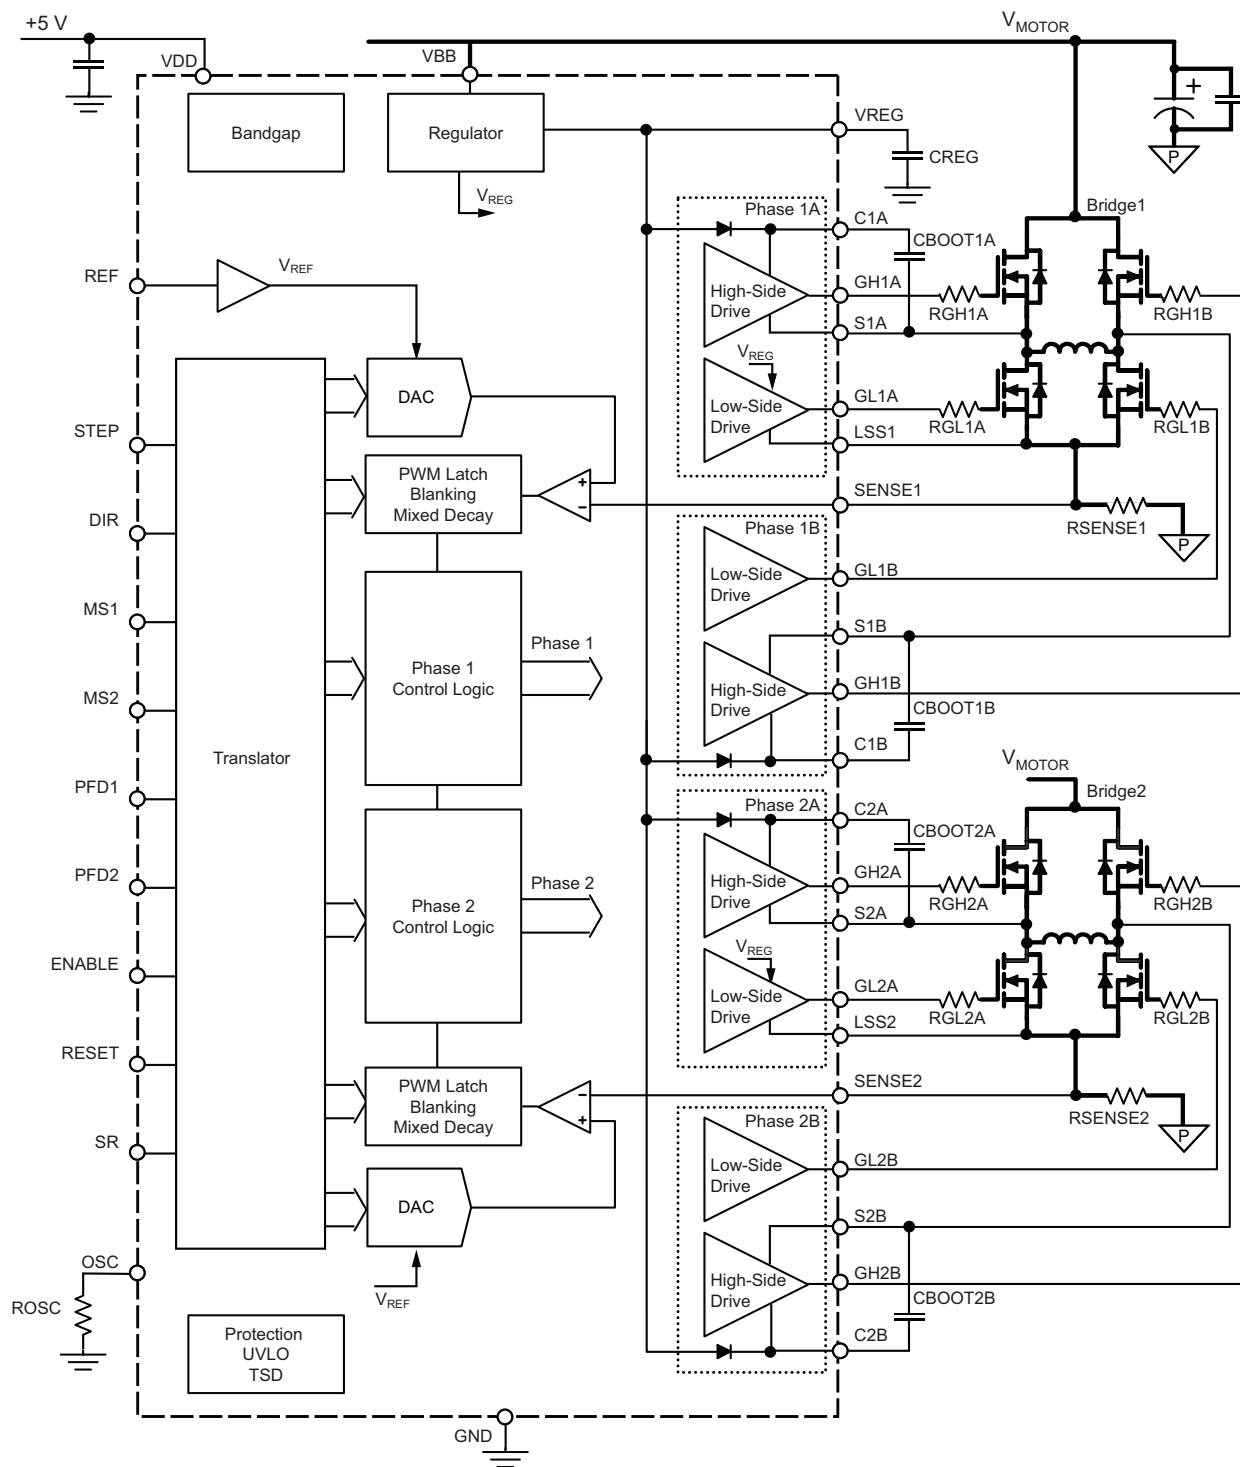 +5 V
VDD
VBB
VMOTOR
Bandgap
Regulator
VREG
VREG
CREG
+
P
REF
VREF
Phase 1A
High-Side
Drive
VREG
Low-Side
Drive
C1A
CBOOT1A
GH1A
S1A
GL1A
LSS1
Bridge1
RGH1A
RGH1B
RGL1A
RGL1B
DAC
STEP
PWM Latch
Blanking
Mixed Decay
+
–
SENSE1
RSENSE1
P
DIR
Phase 1B
Low-Side
Drive
GL1B
MS1
Phase 1
Control Logic
Phase 1
S1B
High-Side
Drive
GH1B
CBOOT1B
C1B
MS2
Translator
PFD1
VMOTOR
Bridge2
Phase 2A
C2A
CBOOT2A
High-Side
Drive
GH2A
RGH2A
RGH2B
S2A
PFD2
Phase 2
Control Logic
Phase 2
VREG
Low-Side
Drive
GL2A
RGL2A
RGL2B
LSS2
ENABLE
RESET
PWM Latch
Blanking
Mixed Decay
–
+
SENSE2
RSENSE2
P
SR
Phase 2B
Low-Side
Drive
GL2B
DAC
S2B
VREF
High-Side
Drive
GH2B
CBOOT2B
C2B
OSC
ROSC
Protection
UVLO
TSD
GND